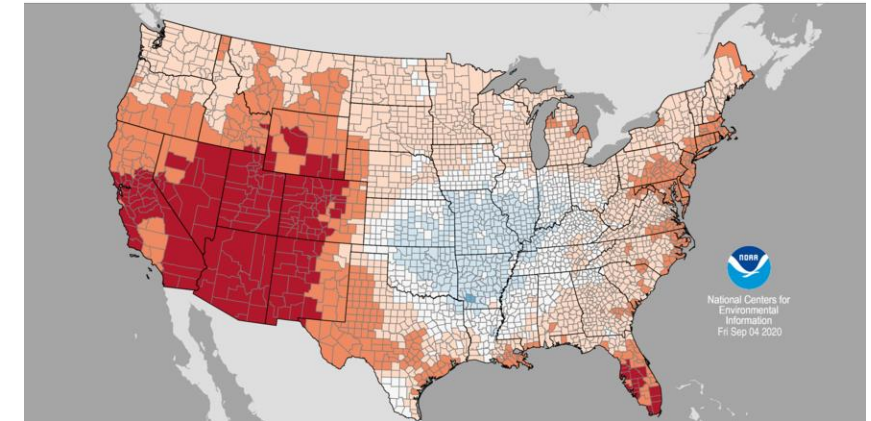 NOAA
National Centers for
Environmental
Information
Fri Sep 04 2020